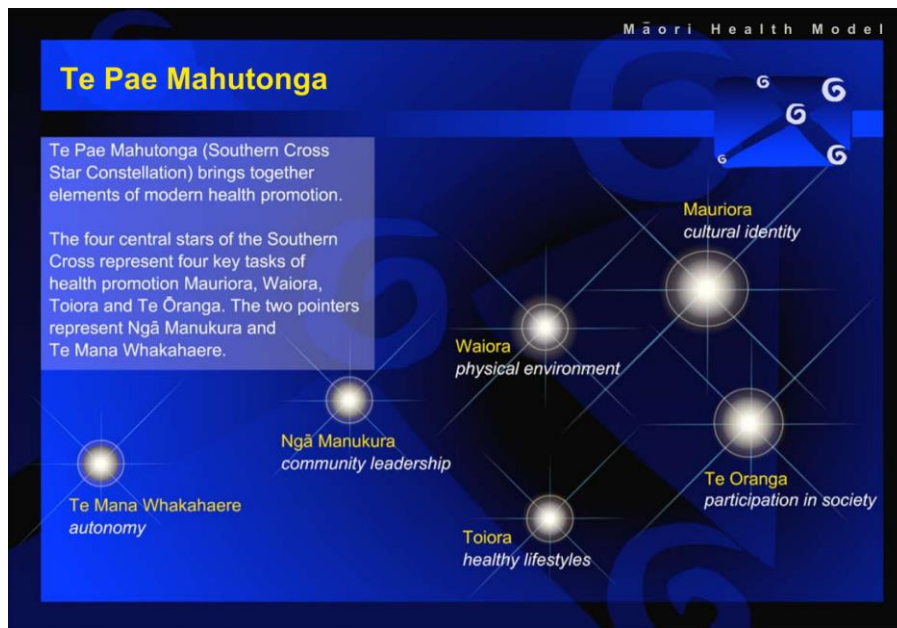 Māori Health Model
Te Pae Mahutonga
Te Pae Mahutonga (Southern Cross
Star Constellation) brings together
elements of modern health promotion.
The four central stars of the Southern
Cross represent four key tasks of
health promotion Mauriora, Waiora,
Toiora and Te Ōranga. The two pointers
represent Ngā Manukura and
Te Mana Whakahaere.
Mauriora
cultural identity
Waiora
physical environment
Ngā Manukura
community leadership
Te Oranga
participation in society
Te Mana Whakahaere
autonomy
Toiora
healthy lifestyles